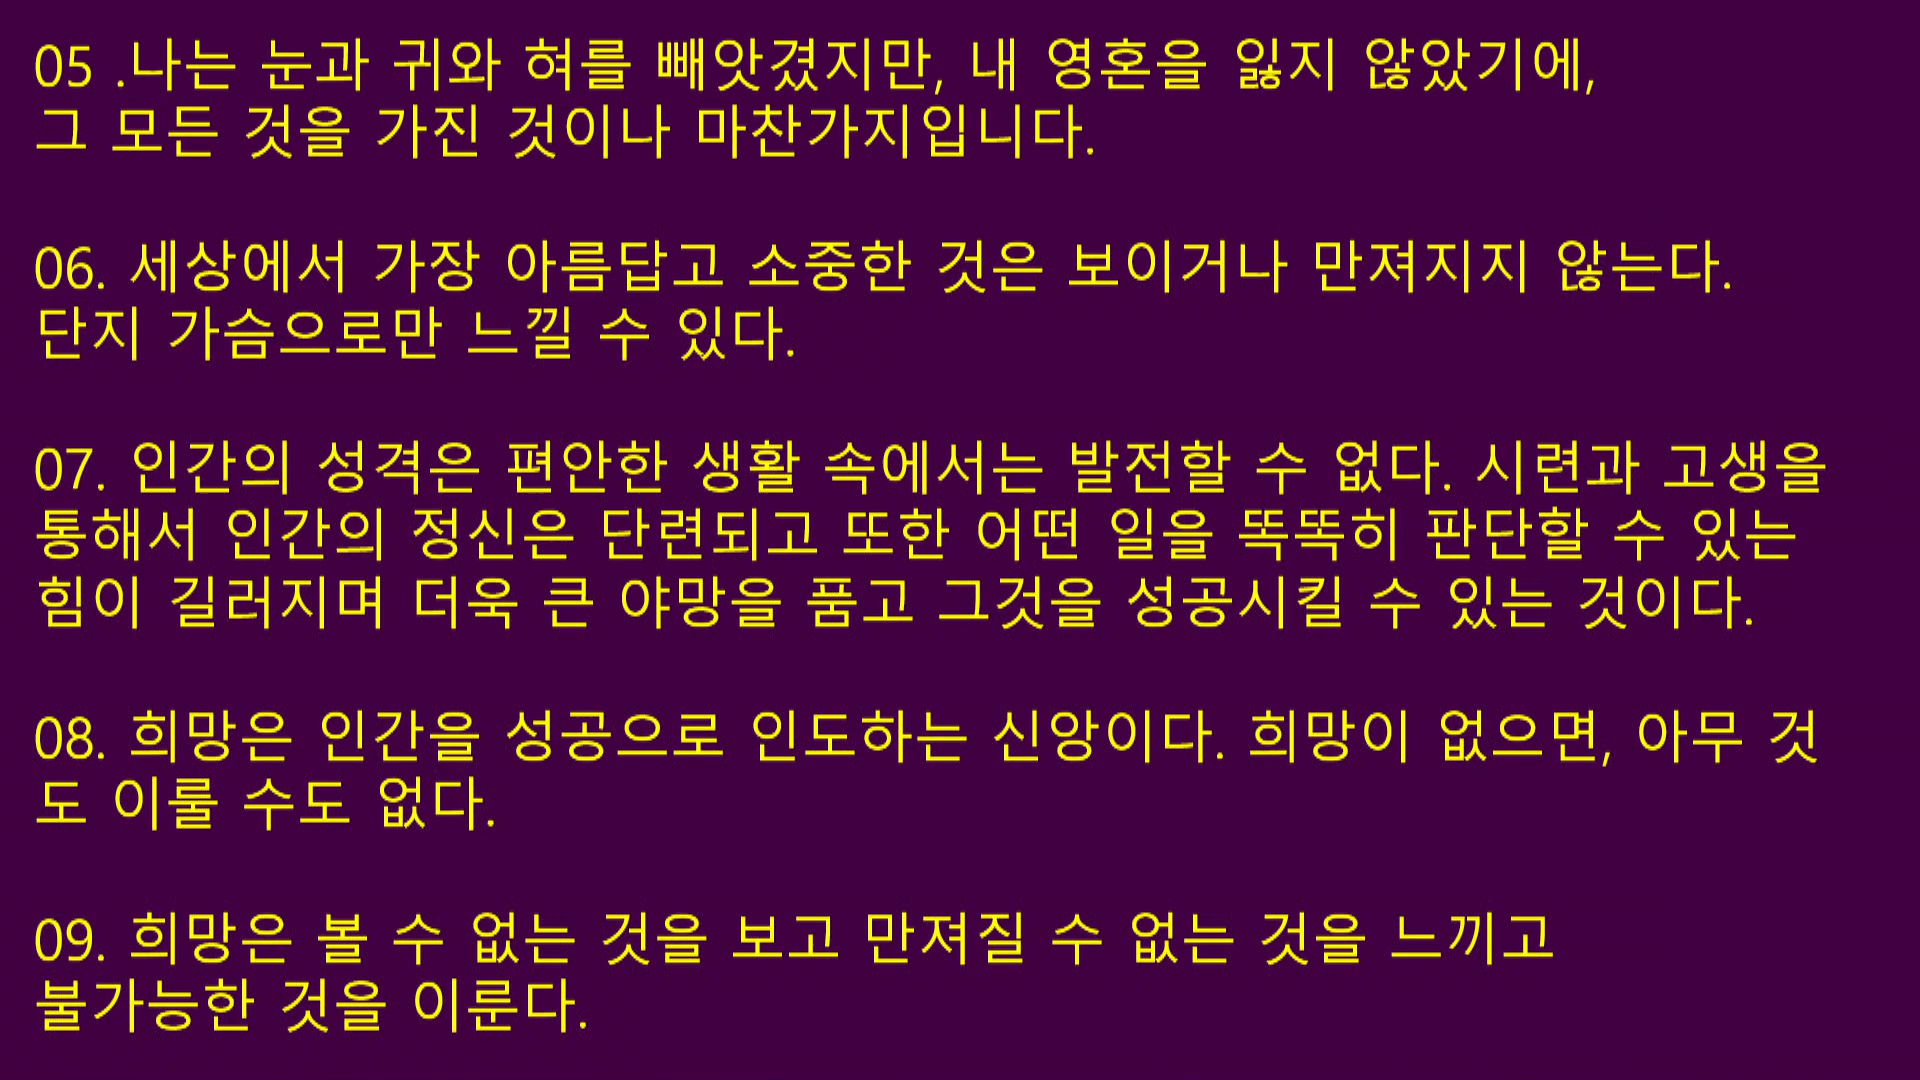 05 .나는 눈과 귀와 혀를 빼앗겼지만, 내 영혼을 잃지 않았기에,
그 모든 것을 가진 것이나 마찬가지입니다.
06. 세상에서 가장 아름답고 소중한 것은 보이거나 만져지지 않는다.
단지 가슴으로만 느낄 수 있다.
07. 인간의 성격은 편안한 생활 속에서는 발전할 수 없다. 시련과 고생을
통해서 인간의 정신은 단련되고 또한 어떤 일을 똑똑히 판단할 수 있는
힘이 길러지며 더욱 큰 야망을 품고 그것을 성공시킬 수 있는 것이다.
08. 희망은 인간을 성공으로 인도하는 신앙이다. 희망이 없으면, 아무 것
도 이룰 수도 없다.
09. 희망은 볼 수 없는 것을 보고 만져질 수 없는 것을 느끼고
불가능한 것을 이룬다.